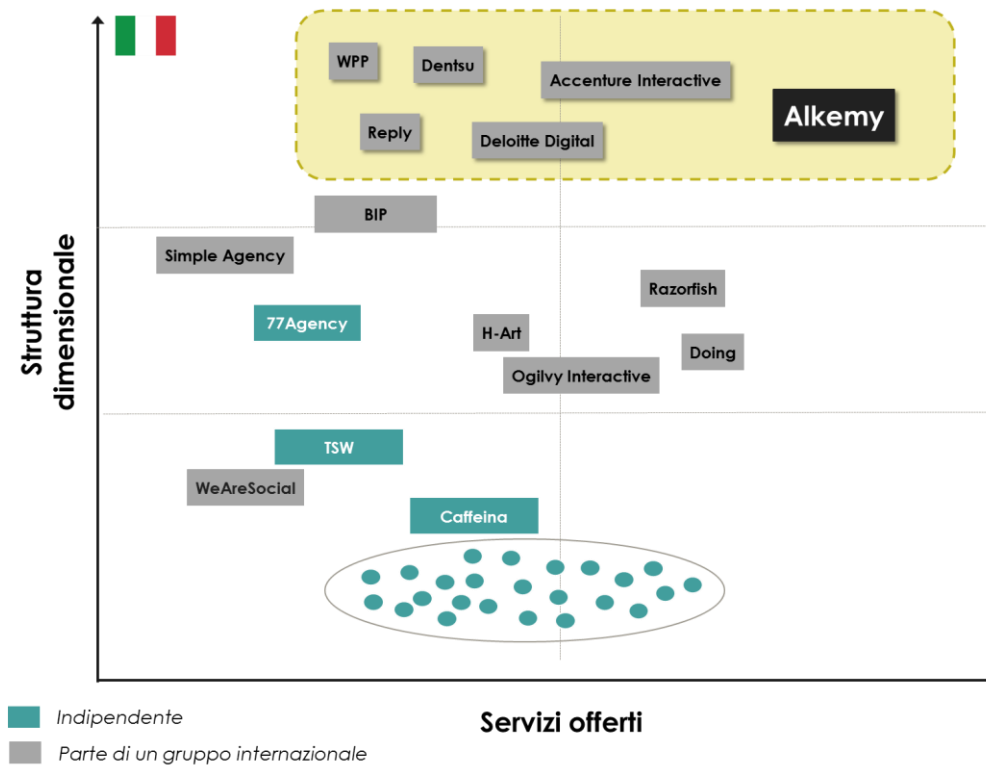 WPP
Dentsu
Accenture Interactive
Alkemy
Reply
Deloitte Digital
BIP
Simple Agency
Razorfish
77Agency
H-Art
Doing
Ogilvy Interactive
Struttura
dimensionale
TSW
WeAreSocial
Caffeina
Servizi offerti
Indipendente
Parte di un gruppo internazionale